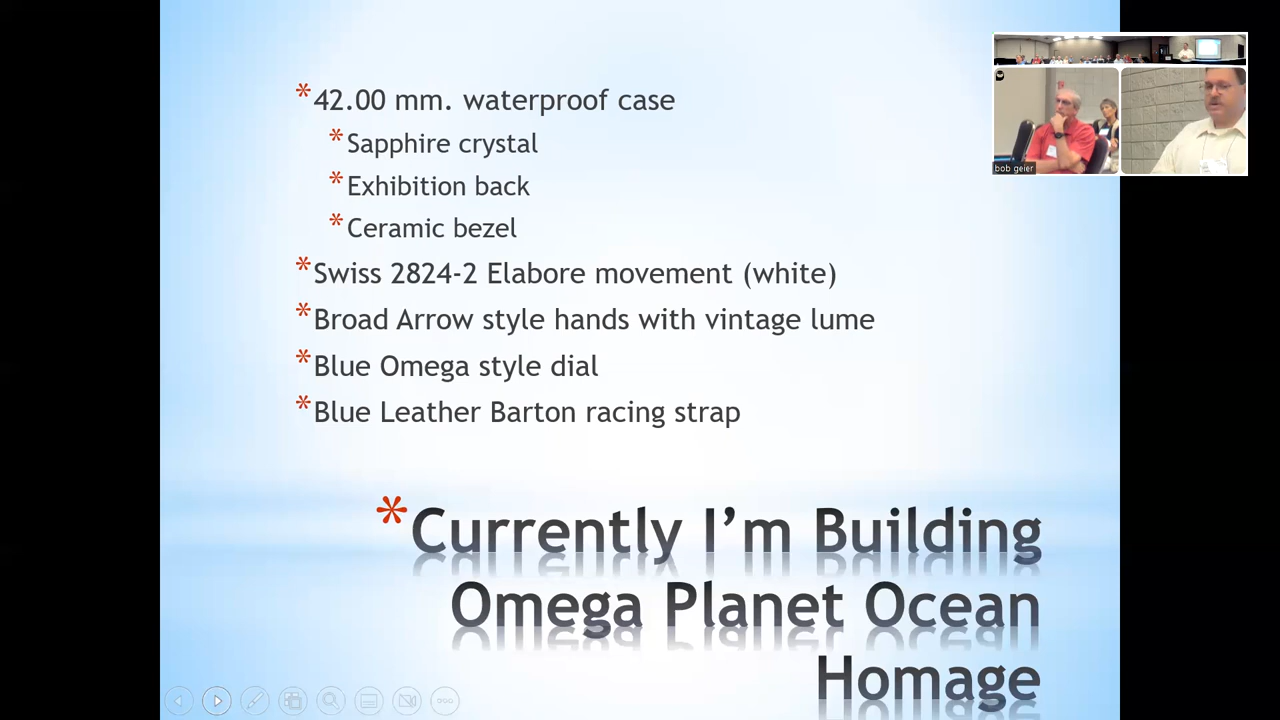 *42.00 mm. waterproof case
*Sapphire crystal
*Exhibition back
*Ceramic bezel
*Swiss 2824-2 Elabore movement (white)
*Broad Arrow style hands with vintage lume
*Blue Omega style dial
*Blue Leather Barton racing strap
*Currently I’m Building
Omega Planet Ocean
Homage
bob geier